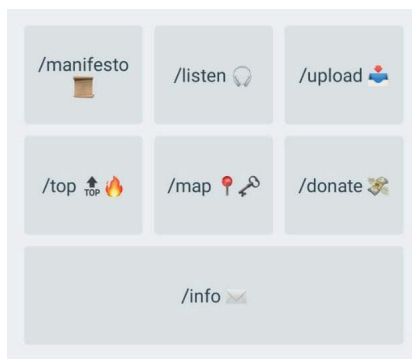 /manifesto
📜
/listen 🎧
/upload 📥
/top 🔝🔥
/map 📍🗝
/donate 💸
/info ✉️